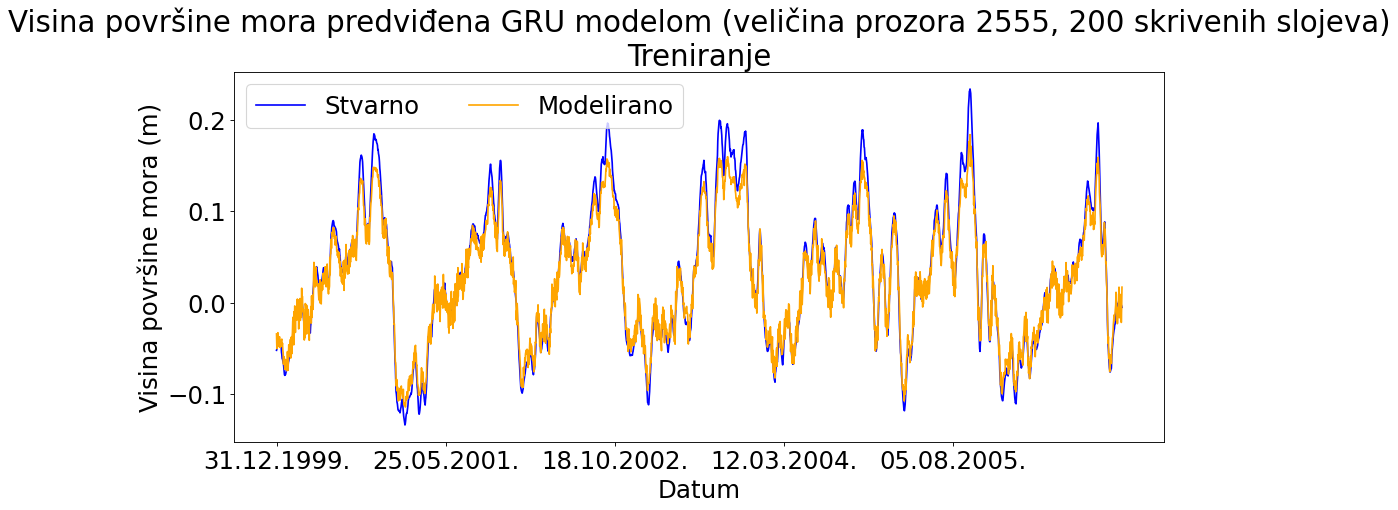 Visina površine mora predviđena GRU modelom (veličina prozora 2555, 200 skrivenih slojeva)
Treniranje
Stvarno Modelirano
Visina površine mora (m)
0.2
0.1
0.0
−0.1
31.12.1999. 25.05.2001. 18.10.2002. 12.03.2004. 05.08.2005.
Datum